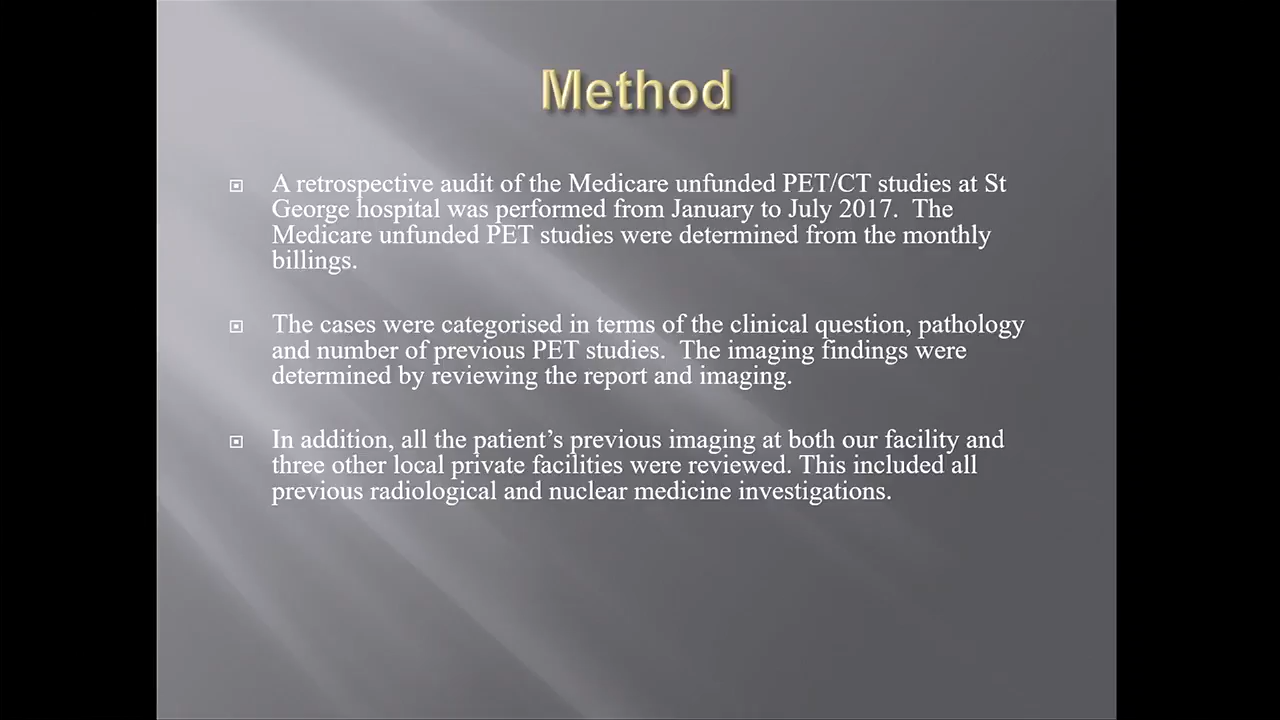 Method
A retrospective audit of the Medicare unfunded PET/CT studies at St
George hospital was performed from January to July 2017.  The
Medicare unfunded PET studies were determined from the monthly
billings.
The cases were categorised in terms of the clinical question, pathology
and number of previous PET studies.  The imaging findings were
determined by reviewing the report and imaging.
In addition, all the patient’s previous imaging at both our facility and
three other local private facilities were reviewed. This included all
previous radiological and nuclear medicine investigations.